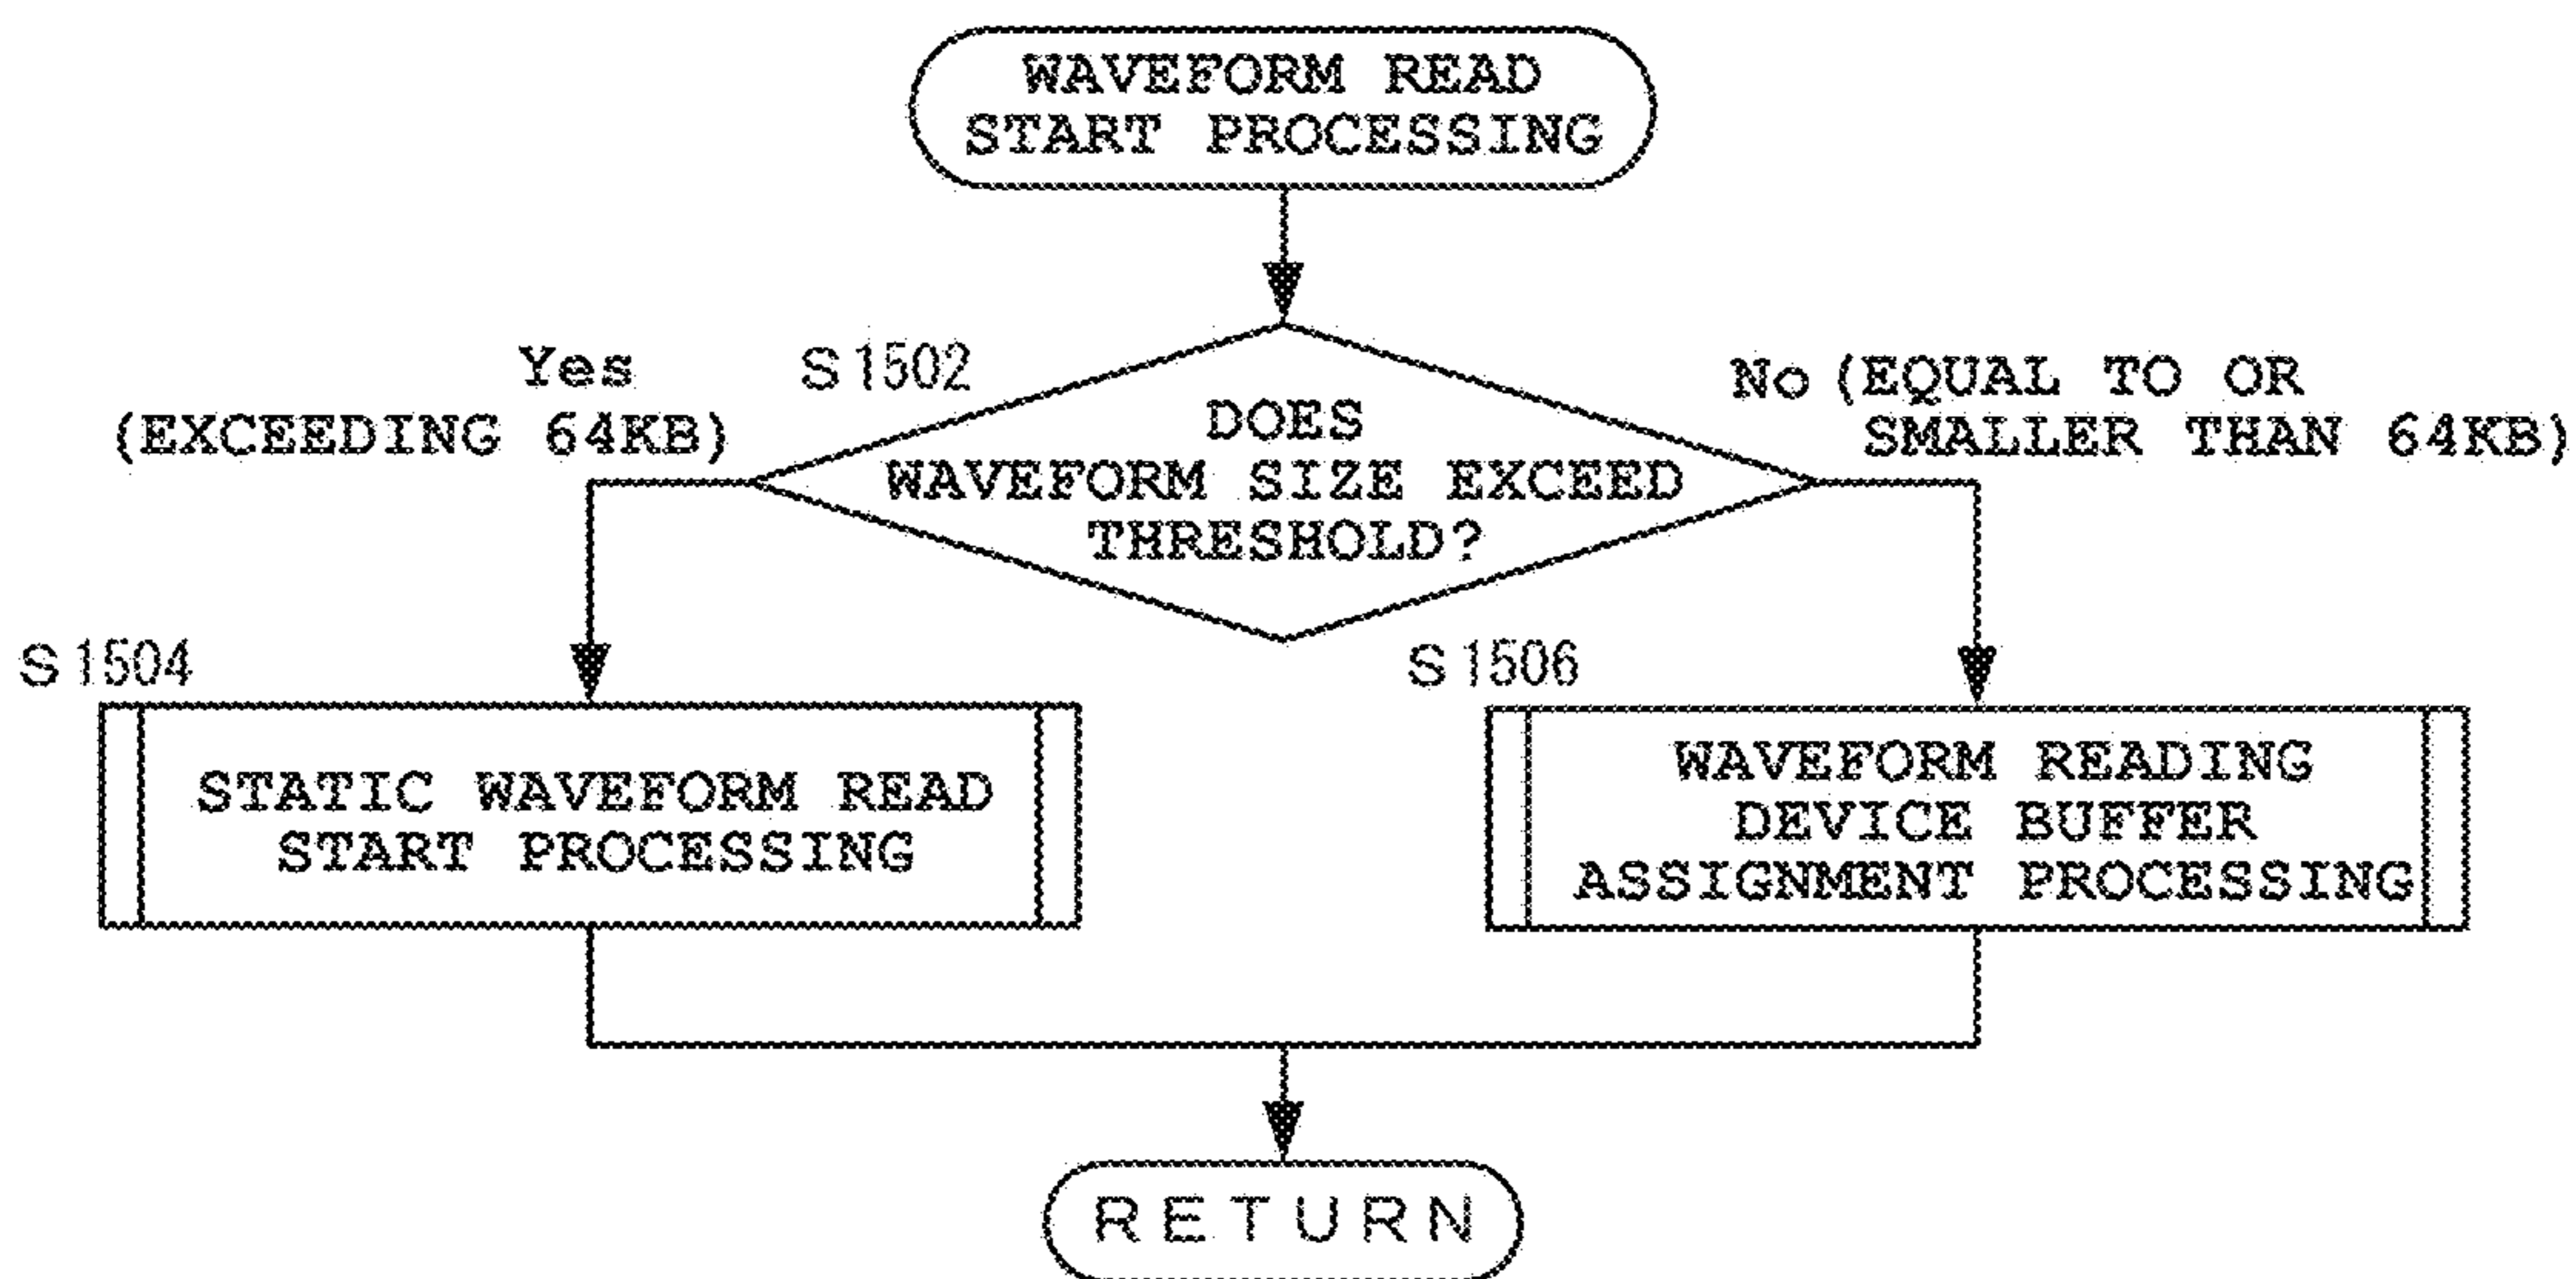 WAVEFORM READ
START PROCESSING
Yes
(EXCEEDING 64KB)
S1502
DOES
WAVEFORM SIZE EXCEED
THRESHOLD?
No (EQUAL TO OR
SMALLER THAN 64KB)
S1504
STATIC WAVEFORM READ
START PROCESSING
S1506
WAVEFORM READING
DEVICE BUFFER
ASSIGNMENT PROCESSING
RETURN